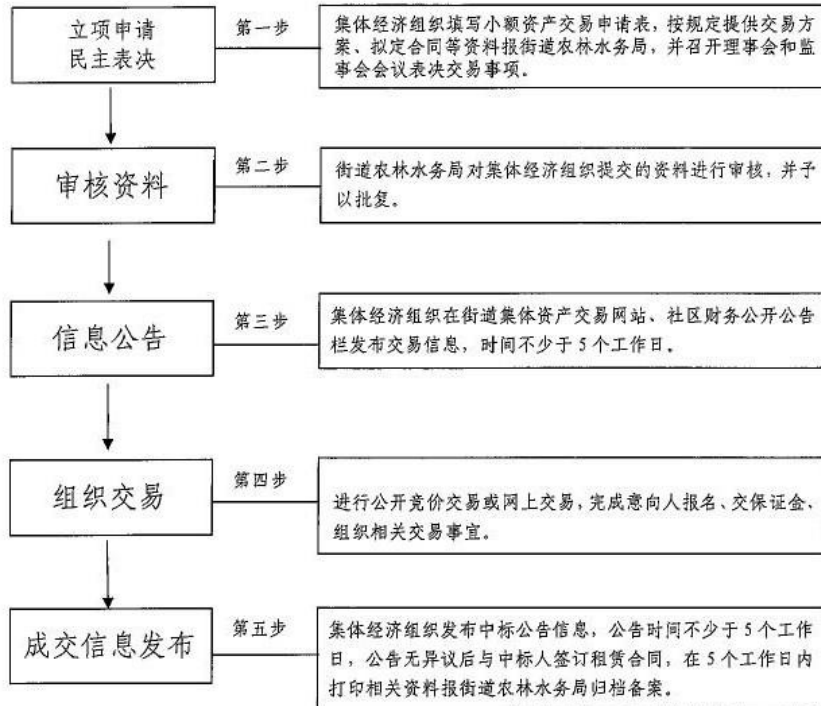 立项申请
民主表决
第一步
集体经济组织填写小额资产交易申请表，按规定提供交易方
案、拟定合同等资料报街道农林水务局，并召开理事会和监
事会会议表决交易事项。
审核资料
第二步
街道农林水务局对集体经济组织提交的资料进行审核，并予
以批复。
信息公告
第三步
集体经济组织在街道集体资产交易网站、社区财务公开公告
栏发布交易信息，时间不少于5个工作日。
组织交易
第四步
进行公开竞价交易或网上交易，完成意向人报名、交保证金、
组织相关交易事宜。
成交信息发布
第五步
集体经济组织发布中标公告信息，公告时间不少于5个工作
日，公告无异议后与中标人签订租赁合同，在5个工作日内
打印相关资料报街道农林水务局归档备案。